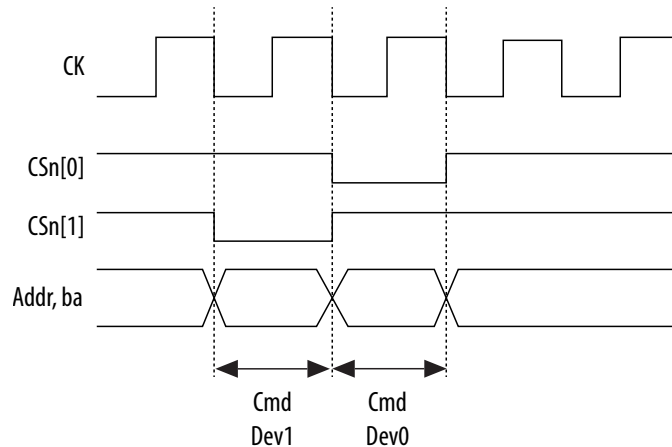 CK
CSn[0]
CSn[1]
Addr, ba
Cmd Cmd
Dev1 Dev0